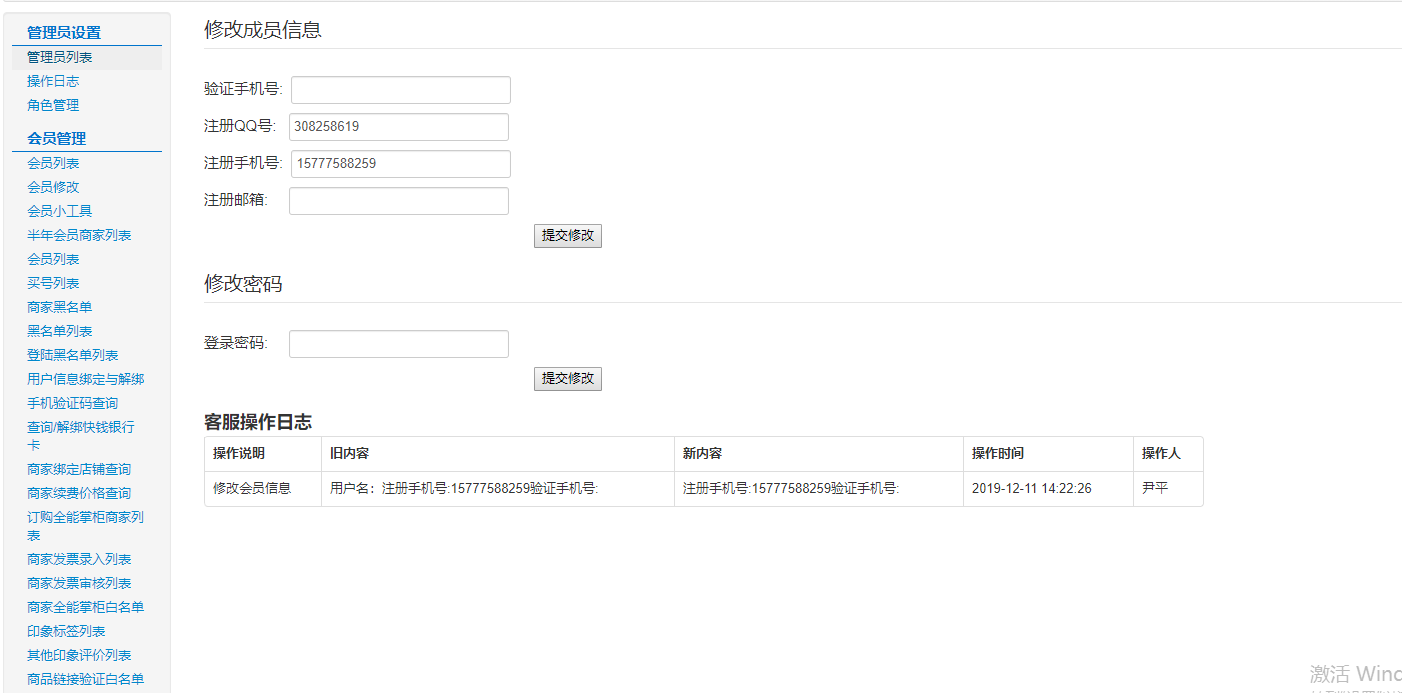 管理员设置
管理员列表
操作日志
角色管理
会员管理
会员列表
会员修改
会员小工具
半年会员商家列表
会员列表
买号列表
商家黑名单
黑名单列表
登陆黑名单列表
用户信息绑定与解绑
手机验证码查询
查询/解绑快钱银行
卡
商家绑定店铺查询
商家续费价格查询
订购全能掌柜商家列
表
商家发票录入列表
商家发票审核列表
商家全能掌柜白名单
印象标签列表
其他印象评价列表
商品链接验证白名单
修改成员信息
验证手机号:
注册QQ号: 308258619
注册手机号: 15777588259
注册邮箱:
提交修改
修改密码
登录密码:
提交修改
客服操作日志
操作说明 旧内容 新内容 操作时间 操作人
修改会员信息 用户名：注册手机号:15777588259验证手机号: 注册手机号:15777588259验证手机号: 2019-12-11 14:22:26 尹平
激活 Winc